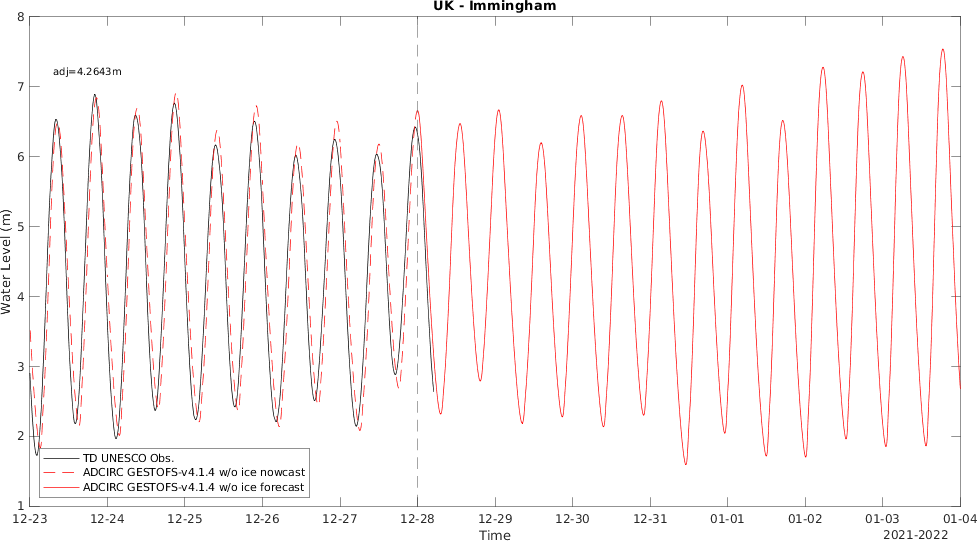 UK - Immingham
8
adj=4.2643m
7
6
5
4
3
2
1
Water Level (m)
TD UNESCO Obs.
ADCIRC GESTOFS-v4.1.4 w/o ice nowcast
ADCIRC GESTOFS-v4.1.4 w/o ice forecast
12-23 12-24 12-25 12-26 12-27 12-28 12-29 12-30 12-31 01-01 01-02 01-03 01-04
Time
2021-2022